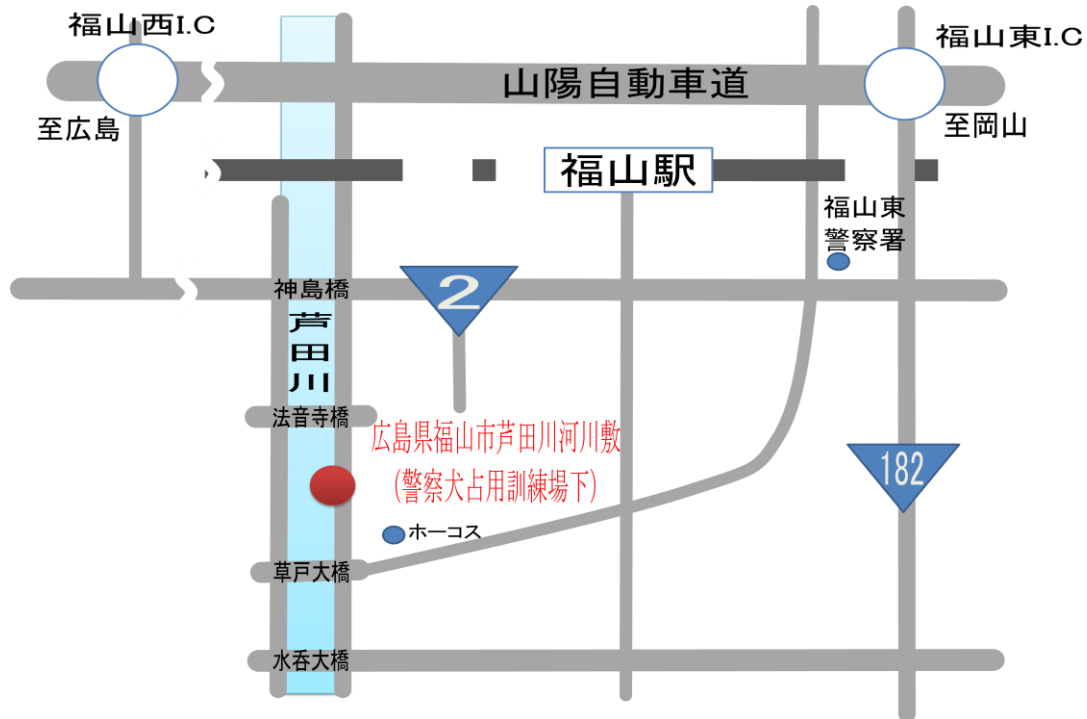 福山西I.C
福山東I.C
山陽自動車道
至広島
至岡山
福山駅
福山東
警察署
神島橋
2
芦田川
法音寺橋
広島県福山市芦田川河川敷
(警察犬占用訓練場下)
182
ホーコス
草戸大橋
水呑大橋